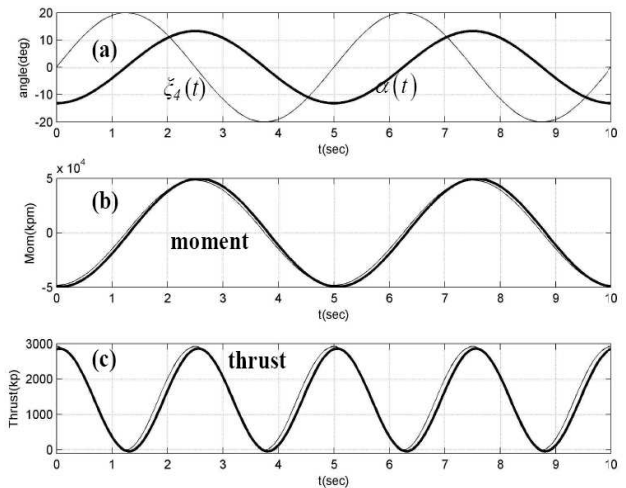 20
10
0
-10
-20
angle(deg)
(a)
ξ₄(t)
α(t)
0 1 2 3 4 5 6 7 8 9 10
t(sec)
x 10⁴
5
0
-5
Mom(kpm)
(b)
moment
0 1 2 3 4 5 6 7 8 9 10
t(sec)
3000
2000
1000
0
Thrust(kp)
(c)
thrust
0 1 2 3 4 5 6 7 8 9 10
t(sec)